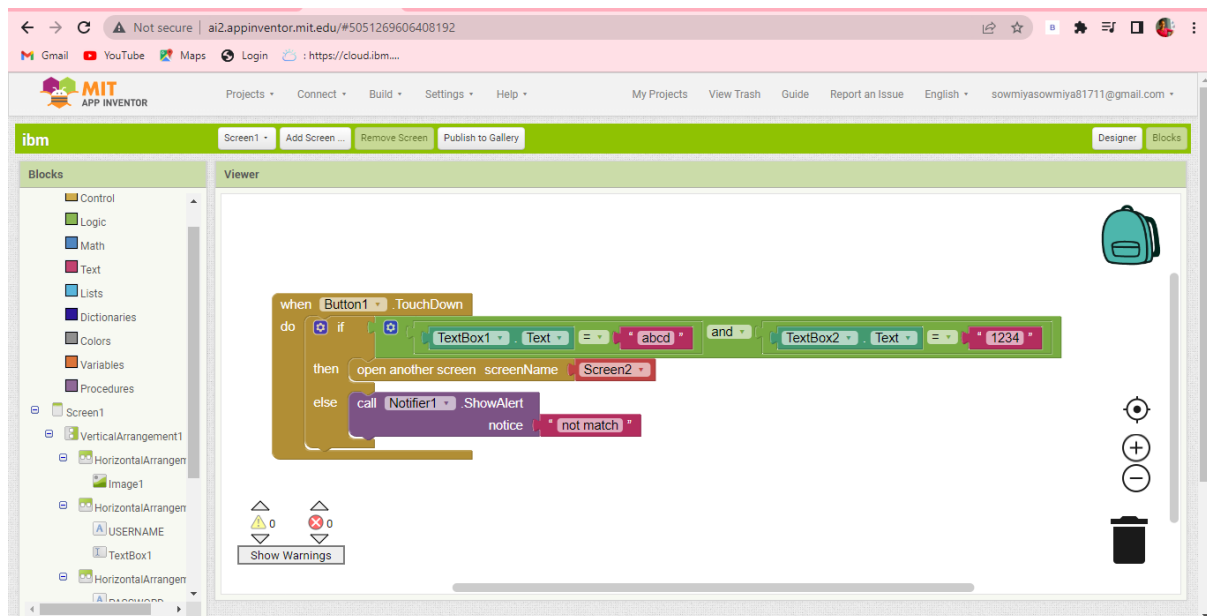 Not secure | ai2.appinventor.mit.edu/#5051269606408192
Gmail YouTube Maps Login : https://cloud.ibm....
MIT
APP INVENTOR
Projects Connect Build Settings Help My Projects View Trash Guide Report an Issue English sowmiyasowmiya81711@gmail.com
ibm Screen1 Add Screen ... Remove Screen Publish to Gallery Designer Blocks
Blocks
Control
Logic
Math
Text
Lists
Dictionaries
Colors
Variables
Procedures
Screen1
VerticalArrangement1
HorizontalArrangem
Image1
HorizontalArrangem
USERNAME
TextBox1
HorizontalArrangem
PASSWORD
Viewer
when Button1 .TouchDown
do if TextBox1 . Text = " abcd " and TextBox2 . Text = " 1234 "
then open another screen screenName Screen2
else call Notifier1 .ShowAlert
notice " not match "
0 0
Show Warnings